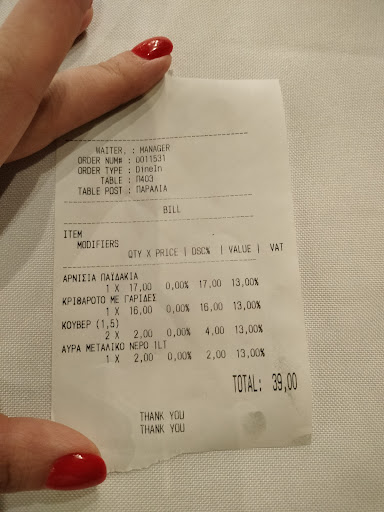 WAITER. : MANAGER
ORDER NUM# : 0011531
ORDER TYPE : DineIn
TABLE : Π403
TABLE POST : ΠΑΡΑΛΙΑ
BILL
ITEM
MODIFIERS
QTY X PRICE | DSC% | VALUE | VAT
ΑΡΝΙΣΙΑ ΠΑΪΔΑΚΙΑ
1 X 17,00 0,00% 17,00 13,00%
ΚΡΙΘΑΡΟΤΟ ΜΕ ΓΑΡΙΔΕΣ
1 X 16,00 0,00% 16,00 13,00%
ΚΟΥΒΕΡ (1,5)
2 X 2,00 0,00% 4,00 13,00%
ΑΥΡΑ ΜΕΤΑΛΙΚΟ ΝΕΡΟ 1LT
1 X 2,00 0,00% 2,00 13,00%
TOTAL: 39,00
THANK YOU
THANK YOU